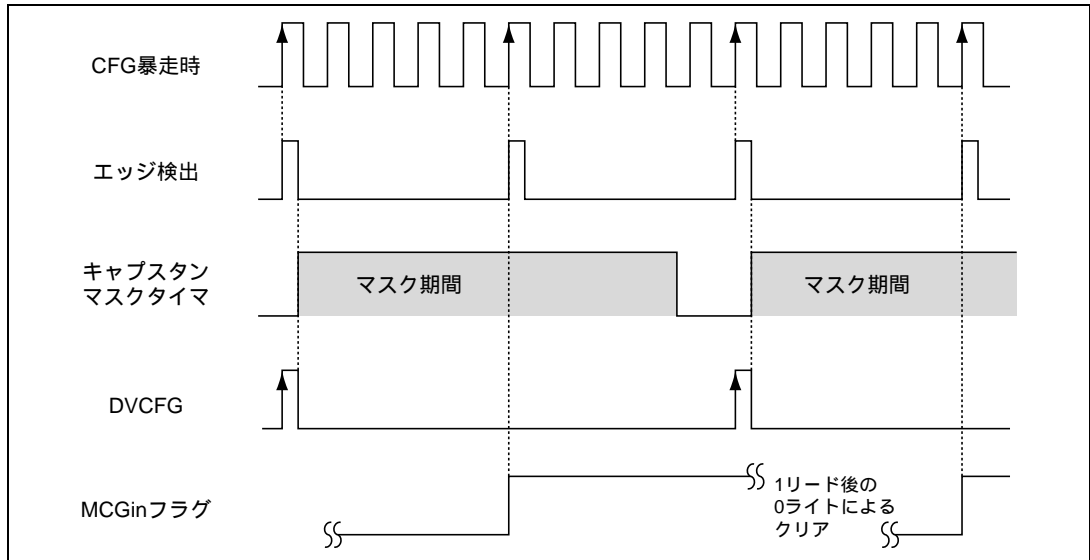 CFG暴走時
エッジ検出
キャプスタン
マスクタイマ
マスク期間
マスク期間
DVCFG
MCGinフラグ
1リード後の
0ライトによる
クリア